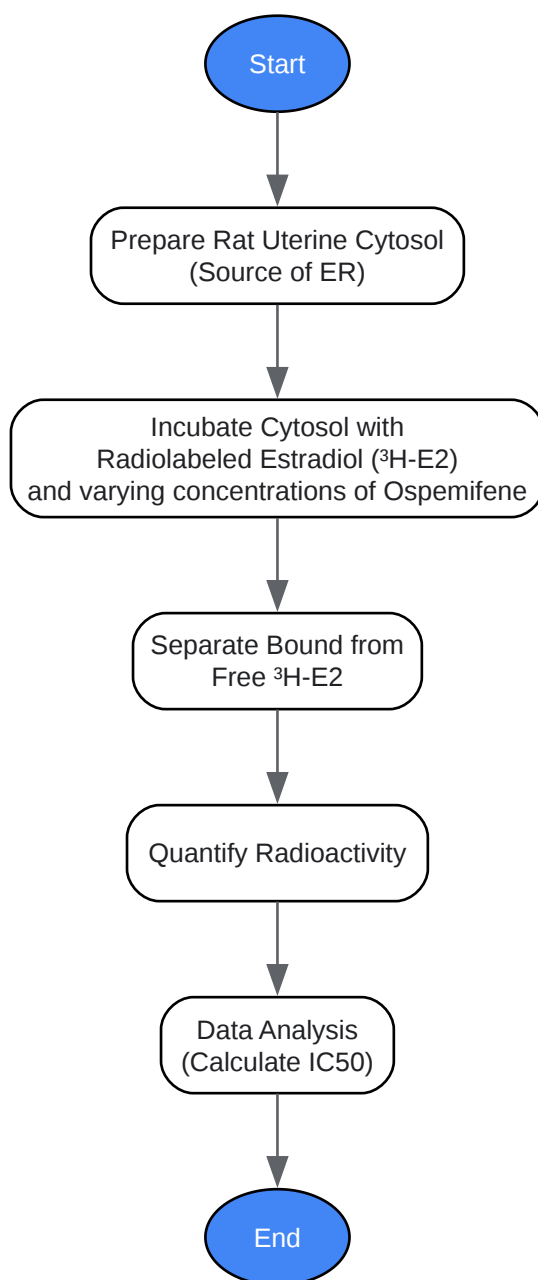 Start
Prepare Rat Uterine Cytosol
(Source of ER)
Incubate Cytosol with
Radiolabeled Estradiol (³H-E2)
and varying concentrations of Ospemifene
Separate Bound from
Free ³H-E2
Quantify Radioactivity
Data Analysis
(Calculate IC50)
End